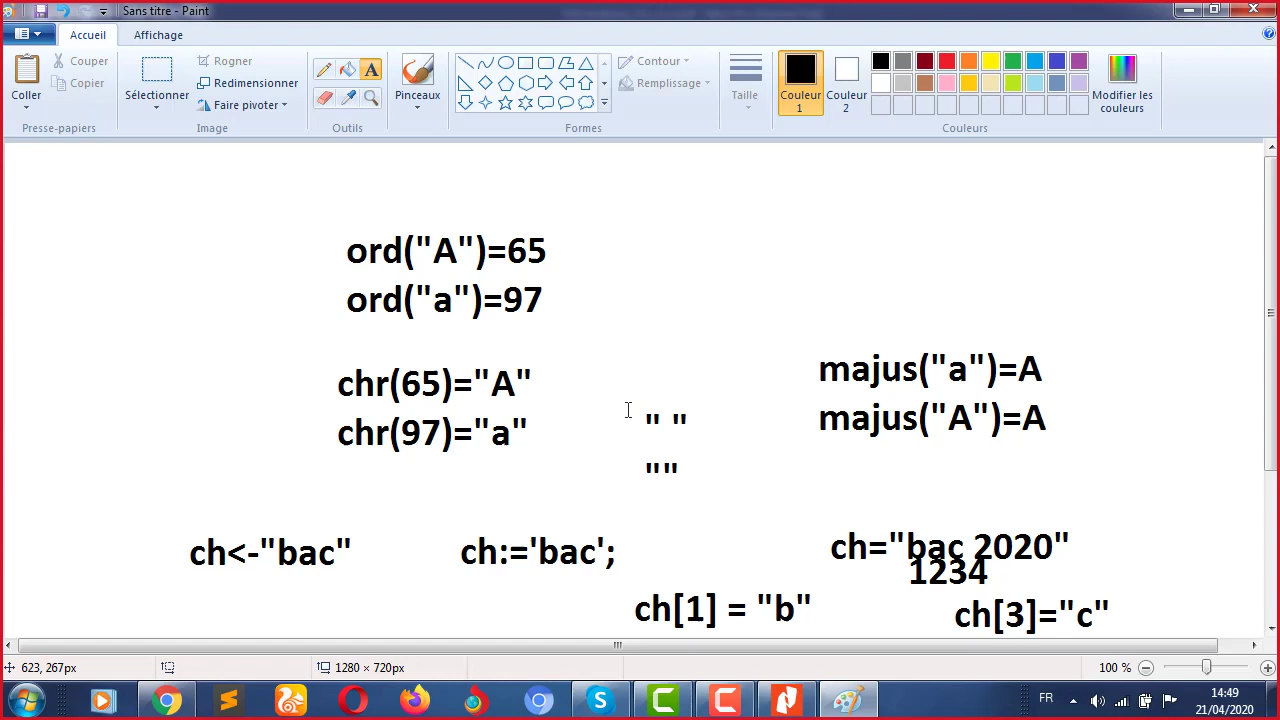 Sans titre - Paint
Accueil
Affichage
Coller
Couper
Copier
Presse-papiers
Sélectionner
Rogner
Redimensionner
Faire pivoter
Image
A
Outils
Pinceaux
Contour
Remplissage
Formes
Taille
Couleur 1
Couleur 2
Modifier les couleurs
Couleurs
ord("A")=65
ord("a")=97
chr(65)="A"
chr(97)="a"
" "
""
majus("a")=A
majus("A")=A
ch<-"bac"
ch:='bac';
ch="bac 2020"
1234
ch[1] = "b"
ch[3]="c"
623, 267px
1280 × 720px
100 %
FR
14:49
21/04/2020